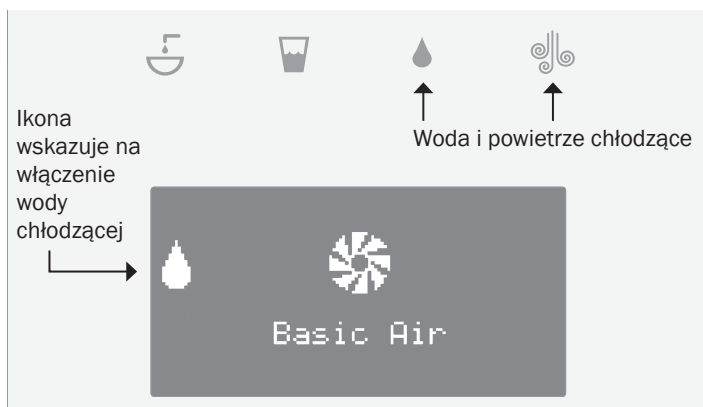 Ikona
wskazuje na
włączenie
wody
chłodzącej
Woda i powietrze chłodzące
Basic Air